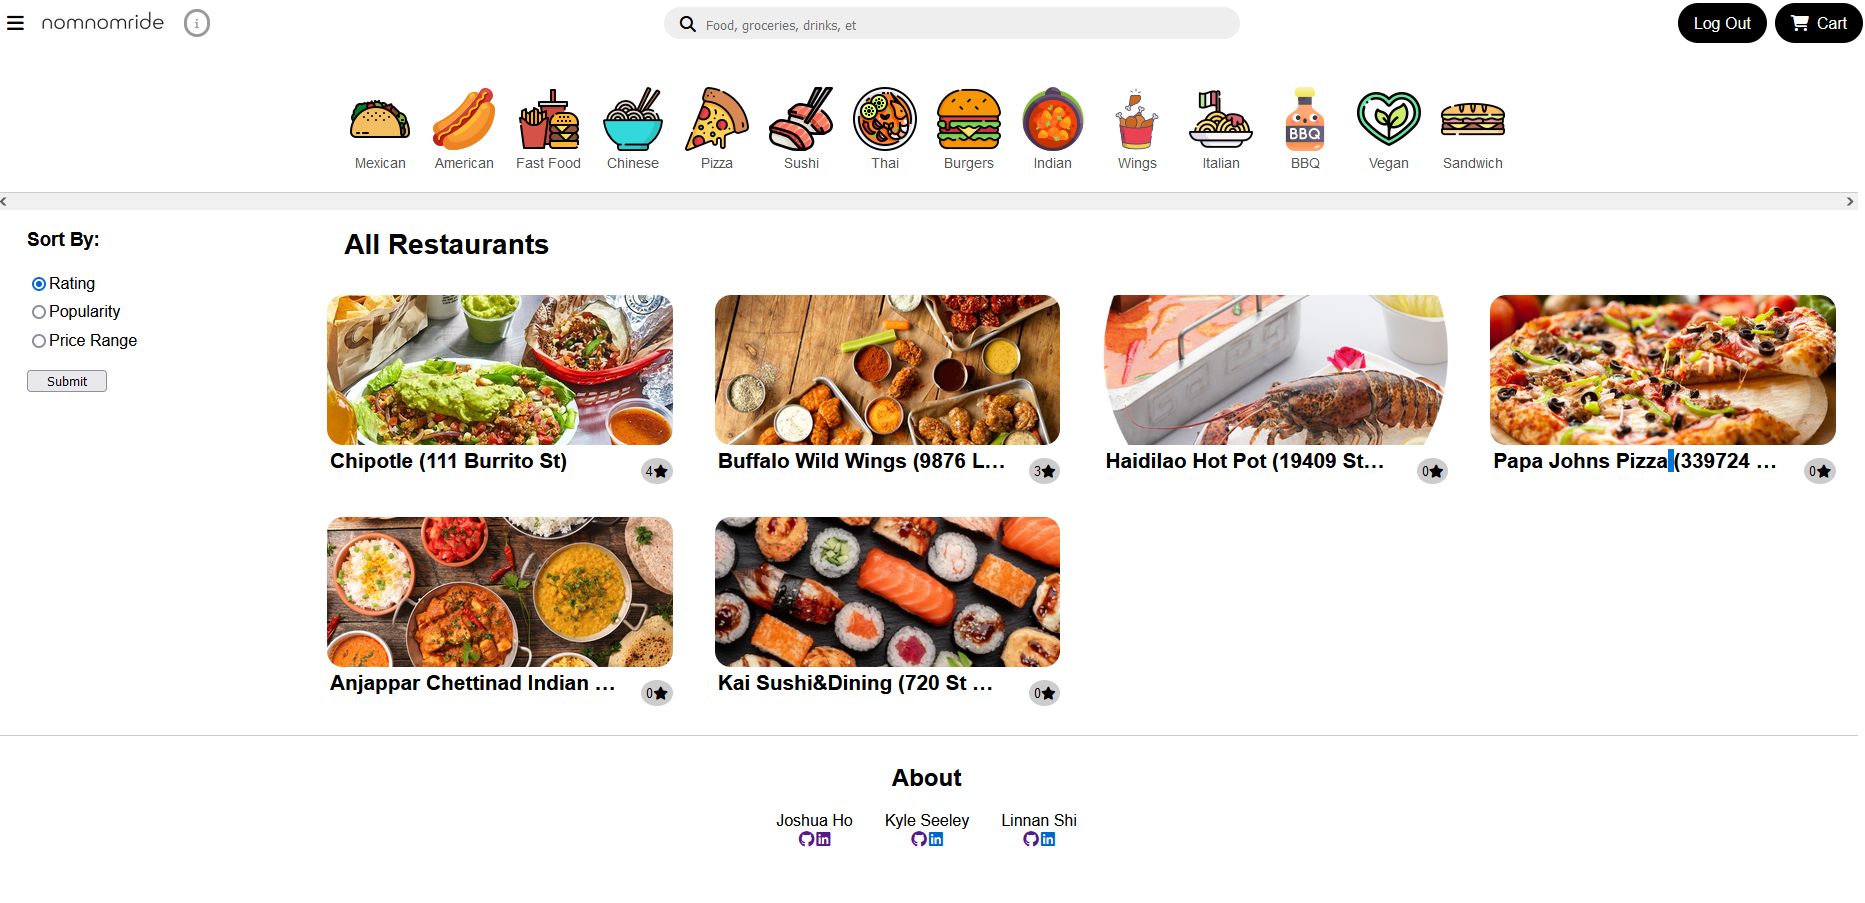 nomnomride
i
Food, groceries, drinks, et
Log Out
Cart
Mexican
American
Fast Food
Chinese
Pizza
Sushi
Thai
Burgers
Indian
Wings
Italian
BBQ
BBQ
Vegan
Sandwich
Sort By:
Rating
Popularity
Price Range
Submit
All Restaurants
Chipotle (111 Burrito St)
4
Buffalo Wild Wings (9876 L...
3
Haidilao Hot Pot (19409 St...
0
Papa Johns Pizza (339724 ...
0
Anjappar Chettinad Indian ...
0
Kai Sushi&Dining (720 St ...
0
About
Joshua Ho
Kyle Seeley
Linnan Shi
in
in
in